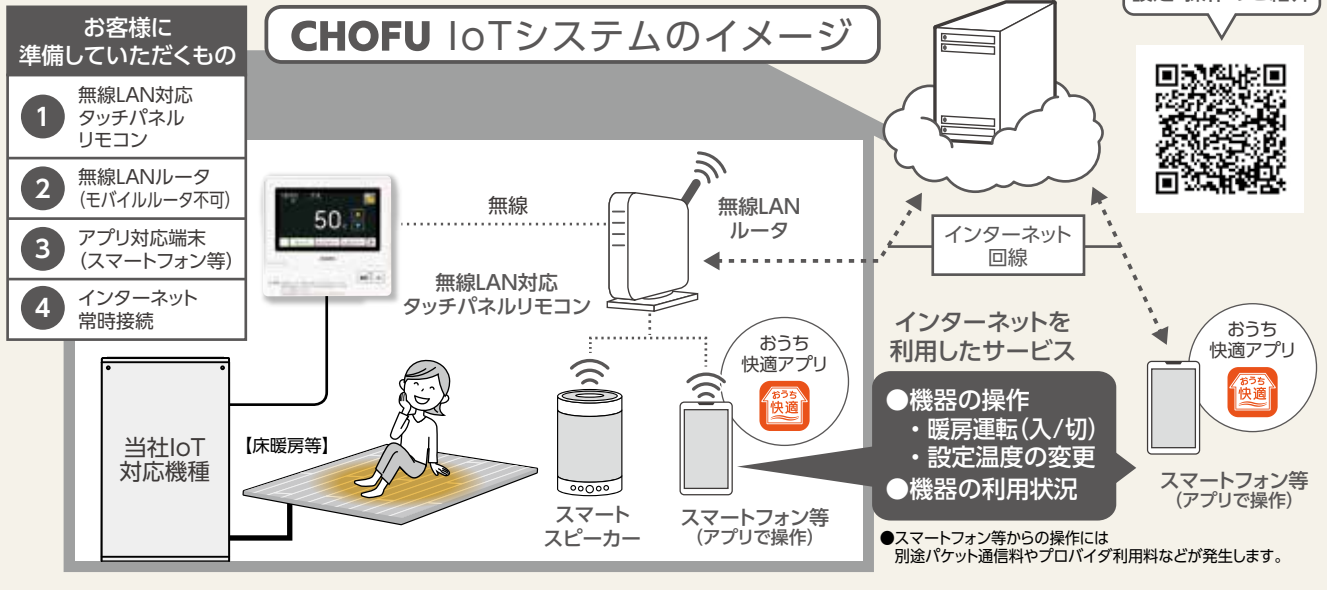 お客様に
準備していただくもの
1 無線LAN対応
タッチパネル
リモコン
2 無線LANルータ
(モバイルルータ不可)
3 アプリ対応端末
(スマートフォン等)
4 インターネット
常時接続
CHOFU IoTシステムのイメージ
50
無線
無線LAN
ルータ
無線LAN対応
タッチパネルリモコン
インターネット
回線
当社IoT
対応機種
【床暖房等】
スマート
スピーカー
おうち
快適アプリ
おうち
快適
スマートフォン等
(アプリで操作)
インターネットを
利用したサービス
●機器の操作
・暖房運転(入/切)
・設定温度の変更
●機器の利用状況
おうち
快適アプリ
おうち
快適
スマートフォン等
(アプリで操作)
●スマートフォン等からの操作には
別途パケット通信料やプロバイダ利用料などが発生します。